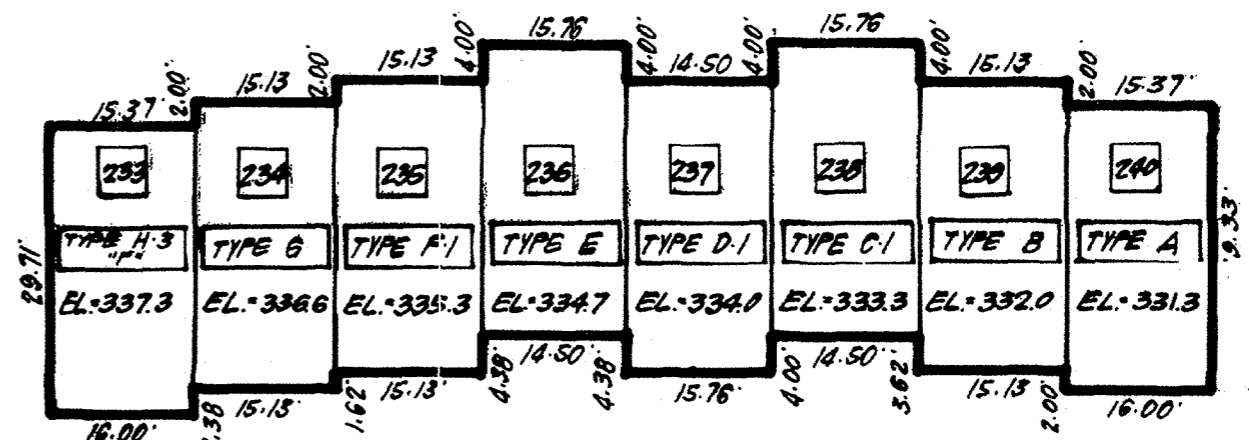 15.37'
2.00'
15.13
2.00'
15.13
4.00'
15.76
4.00'
14.50
4.00'
15.76
4.00'
15.13
2.00'
15.37'
233
234
235
236
237
238
239
240
TYPE H-3
"F"
TYPE G
TYPE F-1
TYPE E
TYPE D-1
TYPE C-1
TYPE B
TYPE A
29.71'
EL.=337.3
EL.=336.6
EL.=335.3
EL.=334.7
EL.=334.0
EL.=333.3
EL.=332.0
EL.=331.3
16.00'
15.13'
1.62'
15.13'
4.38'
14.50'
4.38'
15.76'
4.00'
14.50'
3.62'
15.13'
2.00'
16.00'